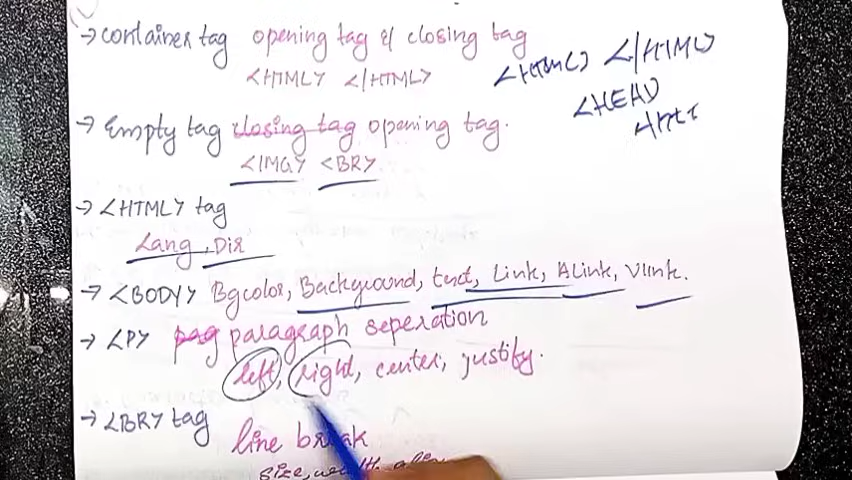 → container tag opening tag & closing tag
<HTML> </HTML>
<HTML> </HTML>
<HEAD
→ Empty tag closing tag opening tag.
<IMG> <BR>
→ <HTML> tag
Lang, Dir
→ <BODY> Bgcolor, Background, text, Link, ALink, Vlink.
→ <P> pag paragraph seperation
left, right, center, justify.
→ <BR> tag line break
size,